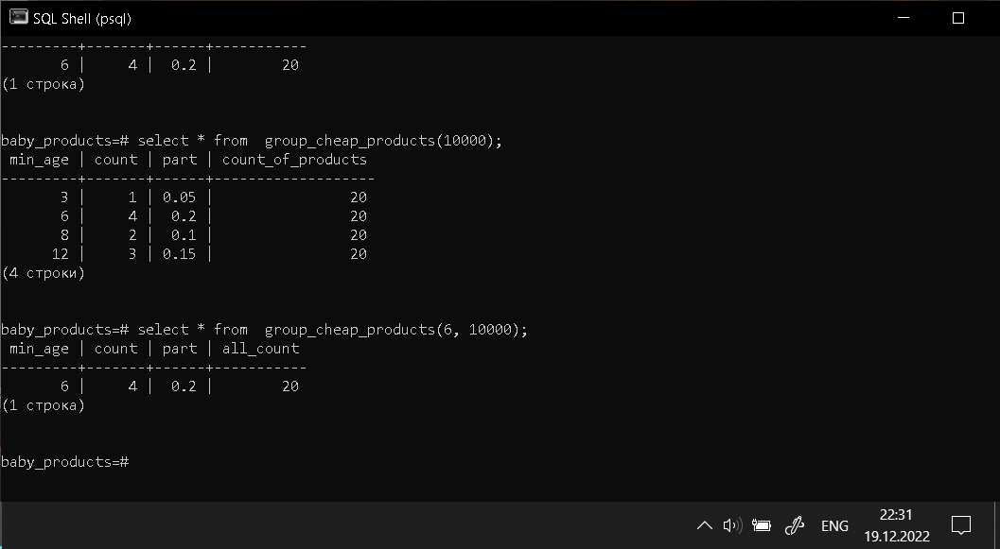 SQL Shell (psql)
---------+-------+------+-----------
       6 |     4 |  0.2 |        20
(1 строка)
baby_products=# select * from  group_cheap_products(10000);
 min_age | count | part | count_of_products
---------+-------+------+-------------------
       3 |     1 | 0.05 |                20
       6 |     4 |  0.2 |                20
       8 |     2 |  0.1 |                20
      12 |     3 | 0.15 |                20
(4 строки)
baby_products=# select * from  group_cheap_products(6, 10000);
 min_age | count | part | all_count
---------+-------+------+-----------
       6 |     4 |  0.2 |        20
(1 строка)
baby_products=#
ENG
22:31
19.12.2022